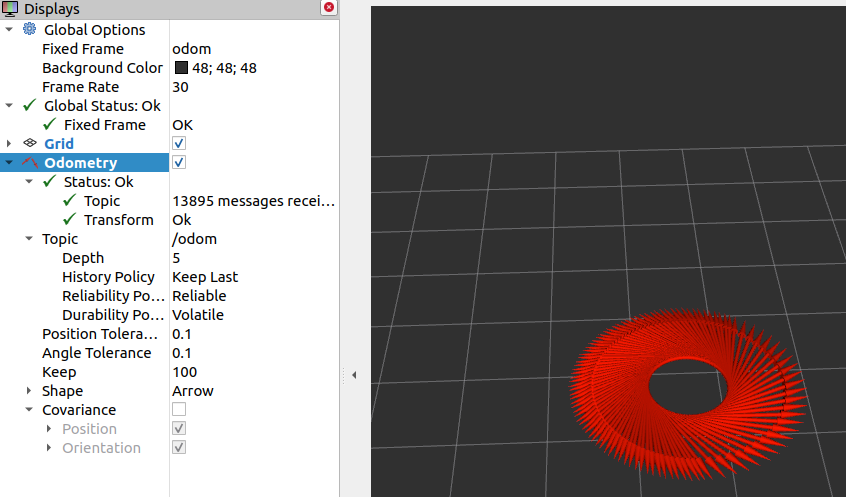 Displays
Global Options
Fixed Frame odom
Background Color 48; 48; 48
Frame Rate 30
Global Status: Ok
Fixed Frame OK
Grid
Odometry
Status: Ok
Topic 13895 messages recei...
Transform Ok
Topic /odom
Depth 5
History Policy Keep Last
Reliability Po... Reliable
Durability Po... Volatile
Position Tolera... 0.1
Angle Tolerance 0.1
Keep 100
Shape Arrow
Covariance
Position
Orientation